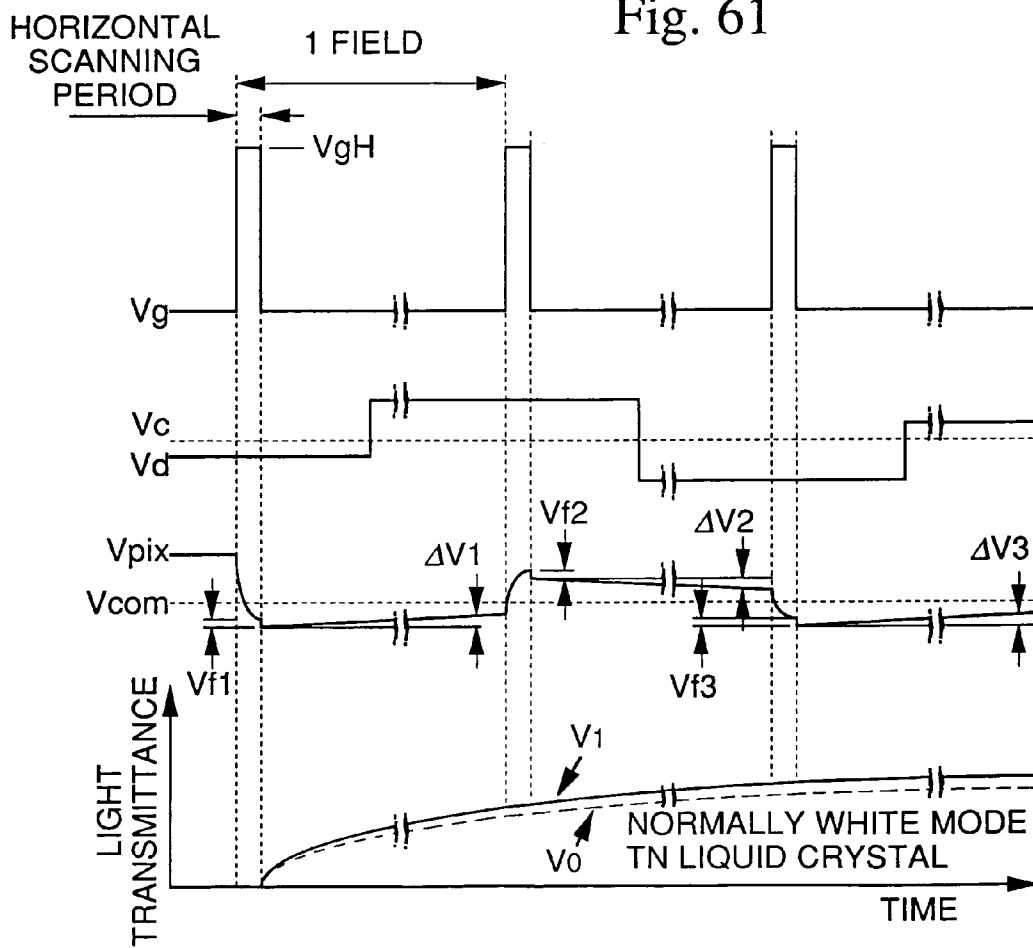 Fig. 61
HORIZONTAL
SCANNING
PERIOD
1 FIELD
VgH
Vg
Vc
Vd
Vpix
Vcom
Vf1
ΔV1
Vf2
ΔV2
Vf3
ΔV3
LIGHT
TRANSMITTANCE
V1
V0
NORMALLY WHITE MODE
TN LIQUID CRYSTAL
TIME